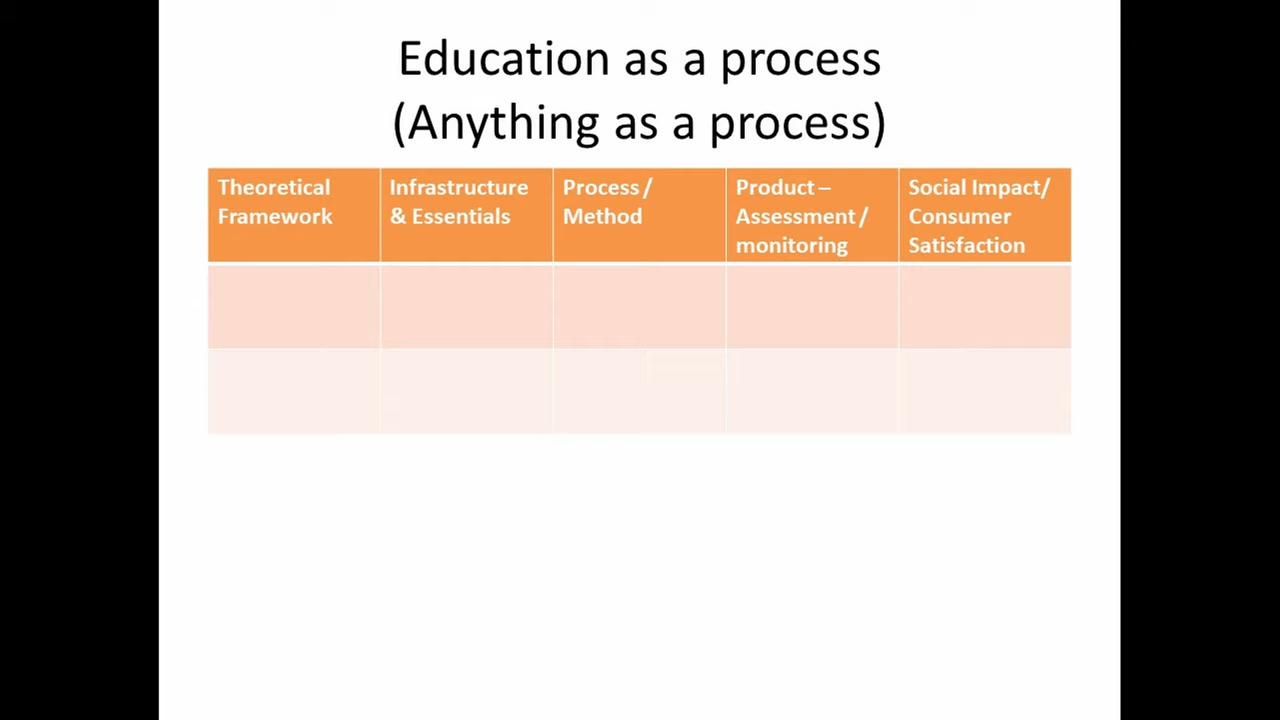 Education as a process
(Anything as a process)
Theoretical
Framework
Infrastructure
& Essentials
Process /
Method
Product –
Assessment /
monitoring
Social Impact/
Consumer
Satisfaction